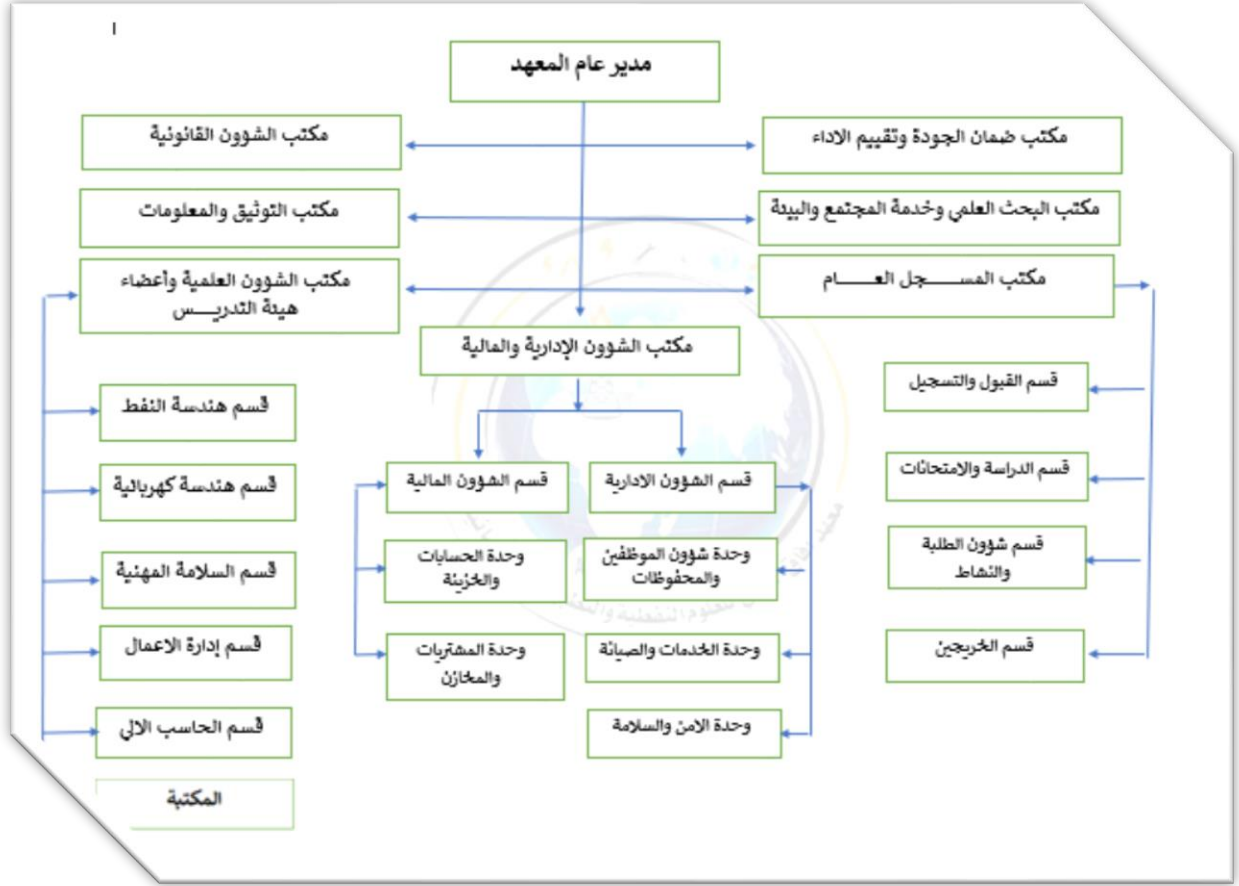 ا
مدير عام المعهد
مكتب ضمان الجودة وتقييم الاداء
مكتب الشؤون القانونية
مكتب البحث العلمي وخدمة المجتمع والبيئة
مكتب التوثيق والمعلومات
مكتب المســــجل العــــــام
مكتب الشؤون العلمية وأعضاء
هيئة التدريـــــس
مكتب الشؤون الإدارية والمالية
قسم القبول والتسجيل
قسم الدراسة والامتحانات
قسم شؤون الطلبة
والنشاط
قسم الخريجين
قسم الشؤون الادارية
وحدة شؤون الموظفين
والمحفوظات
وحدة الخدمات والصيانة
وحدة الامن والسلامة
قسم الشؤون المالية
وحدة الحسابات
والخزينة
وحدة المشتريات
والمخازن
قسم هندسة النفط
قسم هندسة كهربائية
قسم السلامة المهنية
قسم إدارة الاعمال
قسم الحاسب الالي
المكتبة